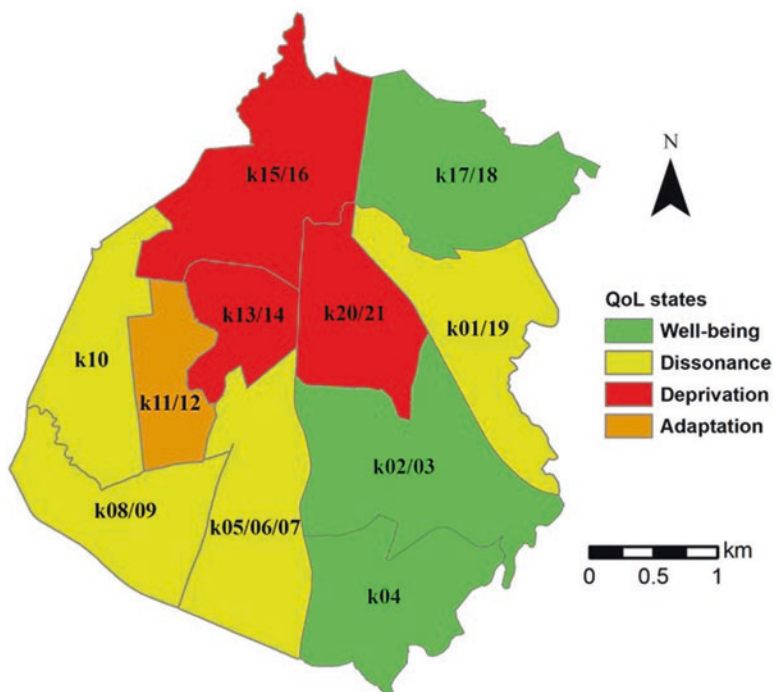 k15/16
k17/18
N
k13/14
k20/21
k01/19
k10
k11/12
k02/03
k08/09
k05/06/07
k04
QoL states
Well-being
Dissonance
Deprivation
Adaptation
km
0 0.5 1